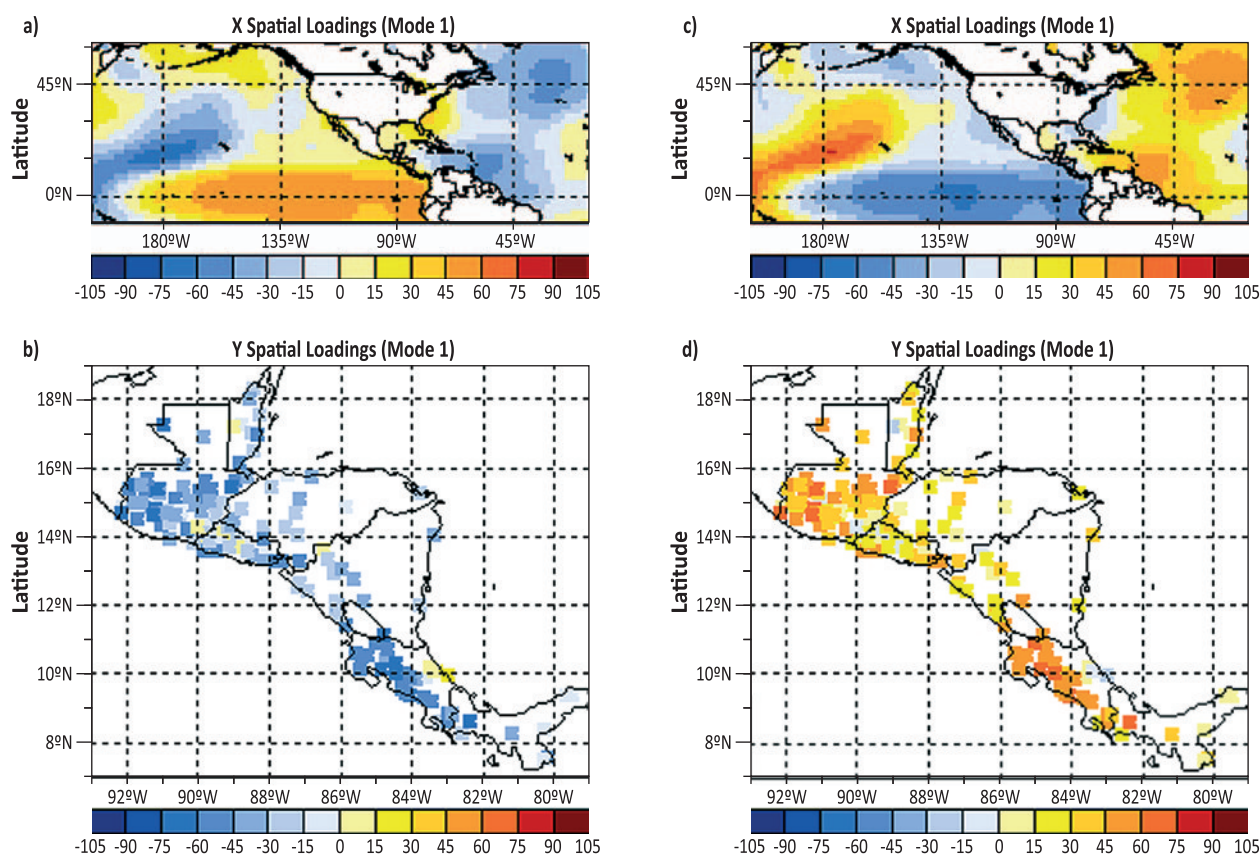 a) X Spatial Loadings (Mode 1)
45ºN
0ºN
Latitude
180ºW 135ºW 90ºW 45ºW
-105 -90 -75 -60 -45 -30 -15 0 15 30 45 60 75 90 105
b) Y Spatial Loadings (Mode 1)
18ºN
16ºN
14ºN
12ºN
10ºN
8ºN
Latitude
92ºW 90ºW 88ºW 86ºW 84ºW 82ºW 80ºW
-105 -90 -75 -60 -45 -30 -15 0 15 30 45 60 75 90 105
c) X Spatial Loadings (Mode 1)
45ºN
0ºN
Latitude
180ºW 135ºW 90ºW 45ºW
-105 -90 -75 -60 -45 -30 -15 0 15 30 45 60 75 90 105
d) Y Spatial Loadings (Mode 1)
18ºN
16ºN
14ºN
12ºN
10ºN
8ºN
Latitude
92ºW 90ºW 88ºW 86ºW 84ºW 82ºW 80ºW
-105 -90 -75 -60 -45 -30 -15 0 15 30 45 60 75 90 105